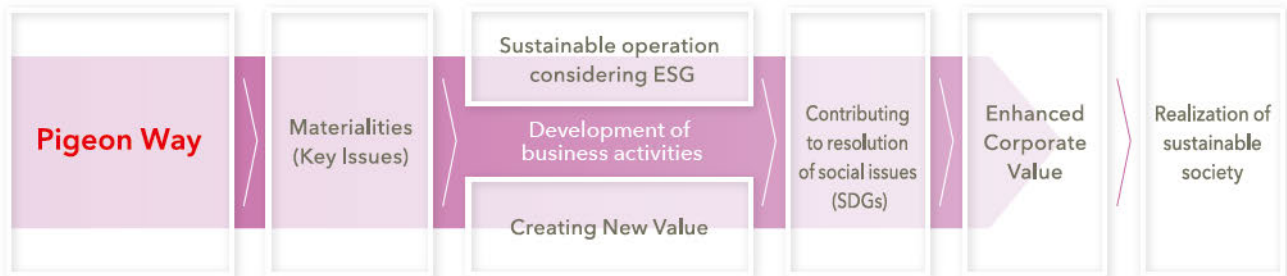 Pigeon Way
Materialities
(Key Issues)
Sustainable operation
considering ESG
Development of
business activities
Creating New Value
Contributing
to resolution
of social issues
(SDGs)
Enhanced
Corporate
Value
Realization of
sustainable
society